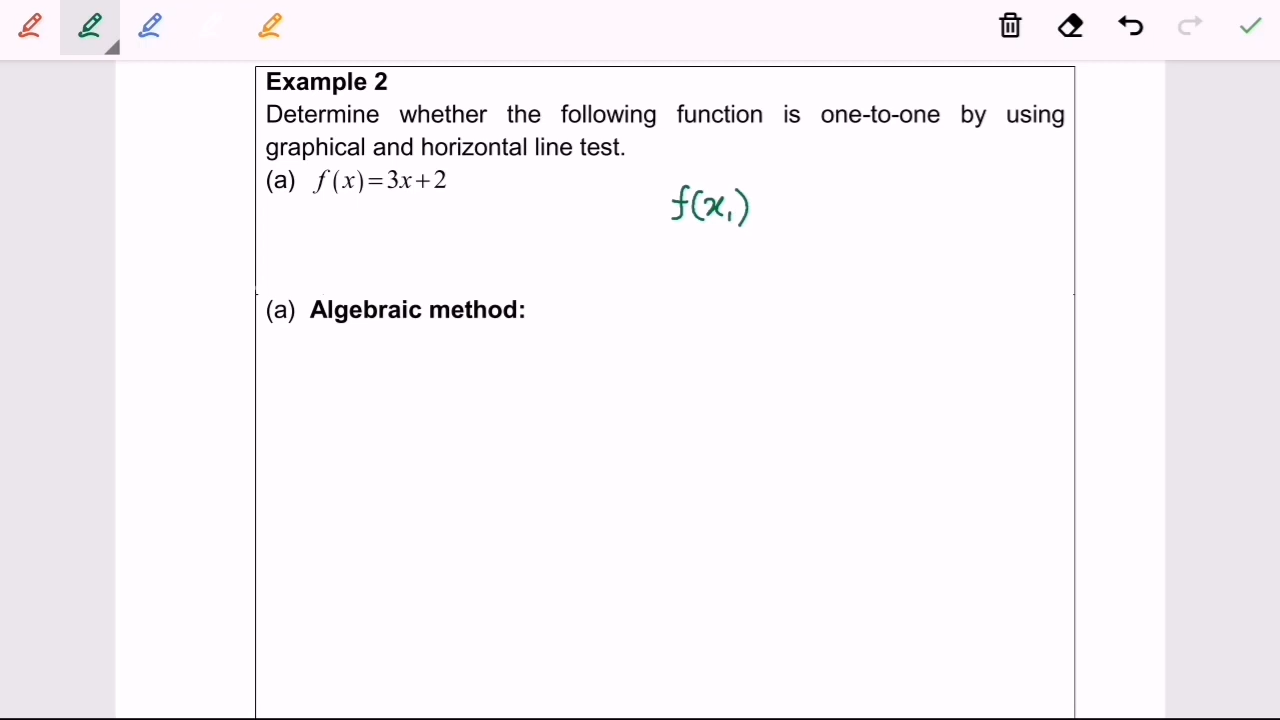 Example 2
Determine whether the following function is one-to-one by using
graphical and horizontal line test.
(a) f(x)=3x+2
f(x₁)
(a) Algebraic method: